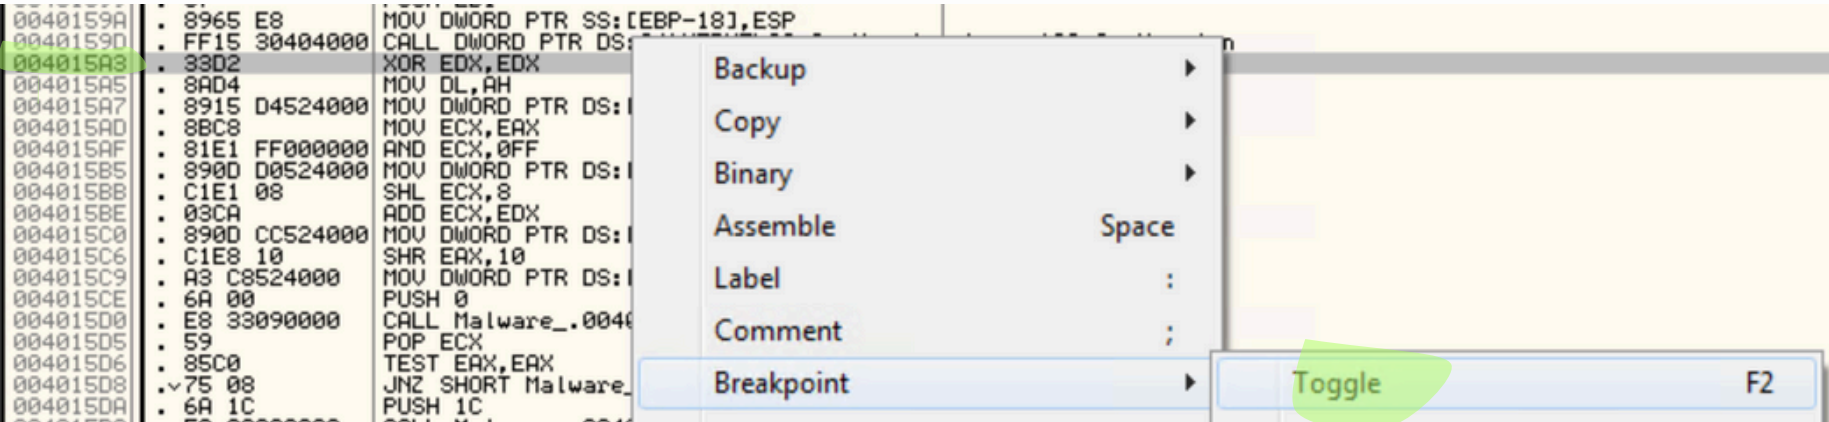 0040159A . 8965 E8 MOV DWORD PTR SS:[EBP-18],ESP
0040159D . FF15 30404000 CALL DWORD PTR DS:
004015A3 . 33D2 XOR EDX,EDX
004015A5 . 8AD4 MOV DL,AH
004015A7 . 8915 D4524000 MOV DWORD PTR DS:
004015AD . 8BC8 MOV ECX,EAX
004015AF . 81E1 FF000000 AND ECX,0FF
004015B5 . 890D D0524000 MOV DWORD PTR DS:
004015BB . C1E1 08 SHL ECX,8
004015BE . 03CA ADD ECX,EDX
004015C0 . 890D CC524000 MOV DWORD PTR DS:
004015C6 . C1E8 10 SHR EAX,10
004015C9 . A3 C8524000 MOV DWORD PTR DS:
004015CE . 6A 00 PUSH 0
004015D0 . E8 33090000 CALL Malware_.004
004015D5 . 59 POP ECX
004015D6 . 85C0 TEST EAX,EAX
004015D8 .v 75 08 JNZ SHORT Malware_
004015DA . 6A 1C PUSH 1C
Backup
Copy
Binary
Assemble Space
Label :
Comment ;
Breakpoint
Toggle F2